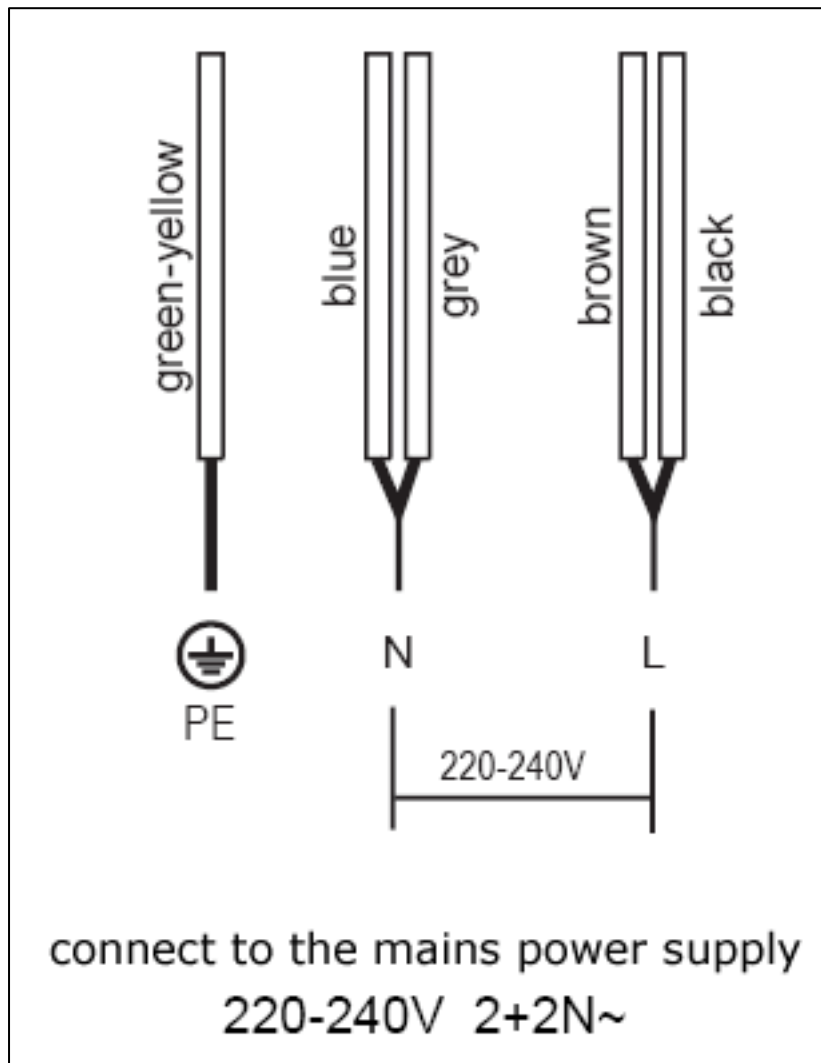 green-yellow
blue
grey
brown
black
PE
N
L
220-240V
connect to the mains power supply
220-240V 2+2N~